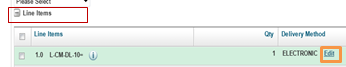 Please Select
Line Items
Line Items Qty Delivery Method
1.0 L-CM-DL-10= 1 ELECTRONIC Edit